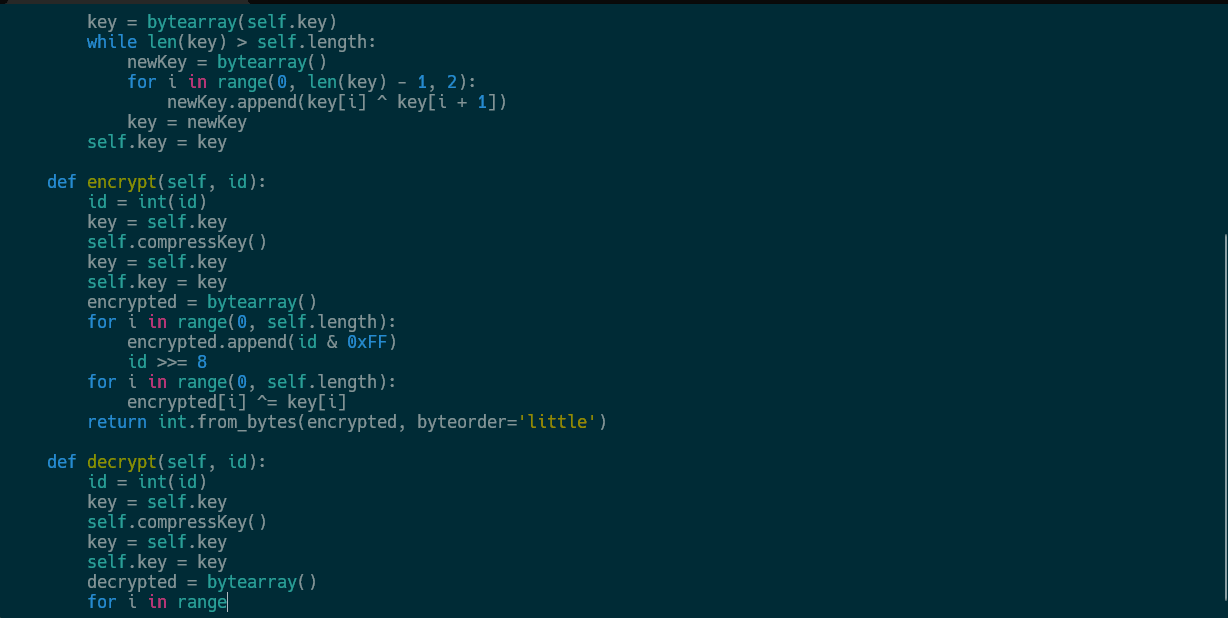 key = bytearray(self.key)
while len(key) > self.length:
newKey = bytearray()
for i in range(0, len(key) - 1, 2):
newKey.append(key[i] ^ key[i + 1])
key = newKey
self.key = key
def encrypt(self, id):
id = int(id)
key = self.key
self.compressKey()
key = self.key
self.key = key
encrypted = bytearray()
for i in range(0, self.length):
encrypted.append(id & 0xFF)
id >>= 8
for i in range(0, self.length):
encrypted[i] ^= key[i]
return int.from_bytes(encrypted, byteorder='little')
def decrypt(self, id):
id = int(id)
key = self.key
self.compressKey()
key = self.key
self.key = key
decrypted = bytearray()
for i in range